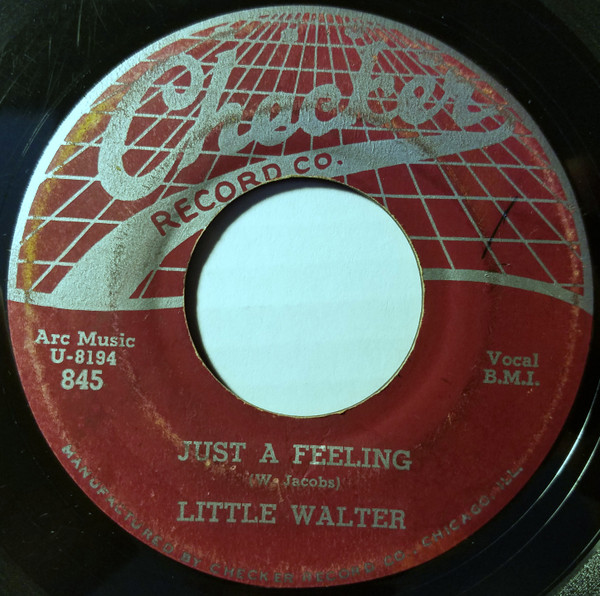 Checker
RECORD CO.
Arc Music
U-8194
845
Vocal
B.M.I.
JUST A FEELING
(W. Jacobs)
LITTLE WALTER
MANUFACTURED BY CHECKER RECORD CO., CHICAGO, ILL.